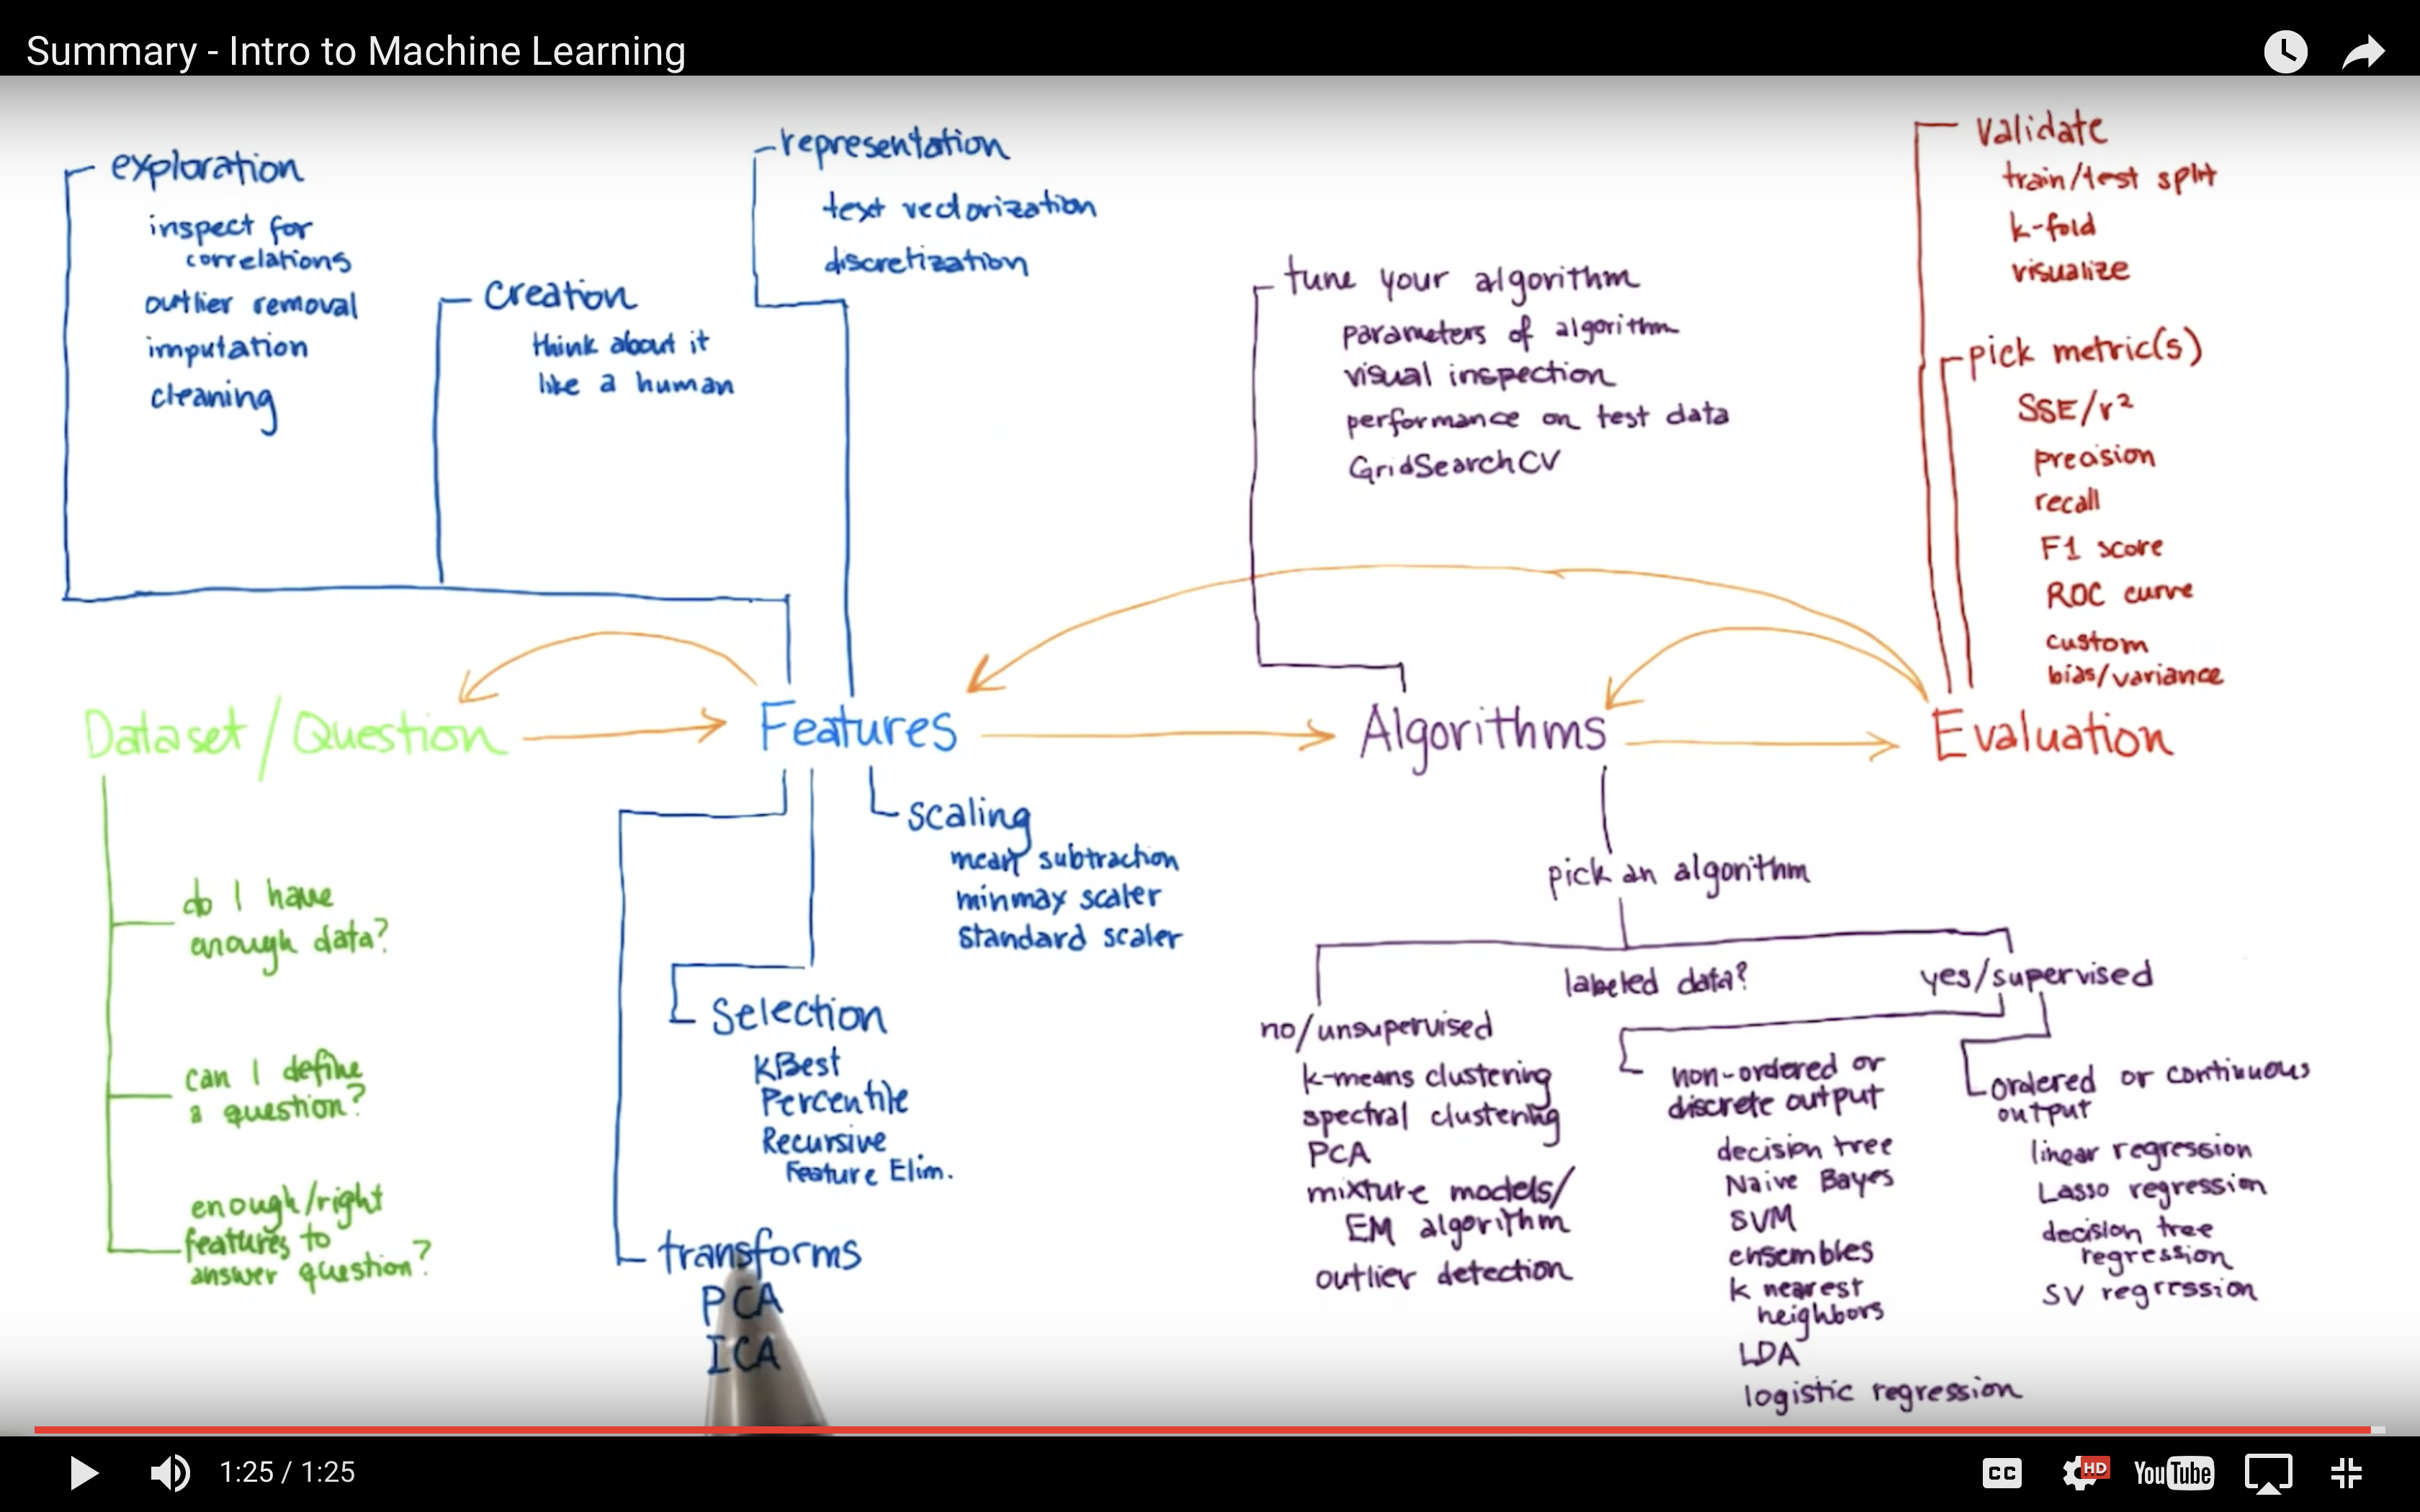 Summary - Intro to Machine Learning
exploration
inspect for
correlations
outlier removal
imputation
cleaning
creation
think about it
like a human
representation
text vectorization
discretization
tune your algorithm
parameters of algorithm
visual inspection
performance on test data
GridSearchCV
validate
train/test split
k-fold
visualize
pick metric(s)
SSE/r²
precision
recall
F1 score
ROC curve
custom
bias/variance
Dataset/Question
Features
Algorithms
Evaluation
do I have
enough data?
can I define
a question?
enough/right
features to
answer question?
scaling
mean subtraction
minmax scaler
standard scaler
Selection
KBest
Percentile
Recursive
Feature Elim.
transforms
PCA
ICA
pick an algorithm
labeled data?
no/unsupervised
k-means clustering
spectral clustering
PCA
mixture models/
EM algorithm
outlier detection
yes/supervised
non-ordered or
discrete output
decision tree
Naive Bayes
SVM
ensembles
k nearest
neighbors
LDA
logistic regression
ordered or continuous
output
linear regression
Lasso regression
decision tree
regression
SV regression
1:25 / 1:25
CC
HD
YouTube